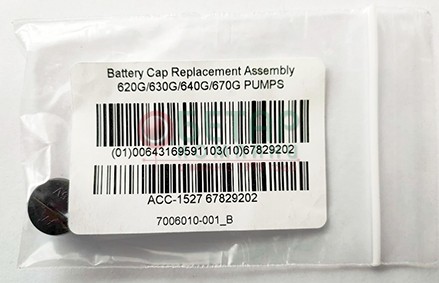 Battery Cap Replacement Assembly
620G/630G/640G/670G PUMPS
(01)00643169591103(10)67829202
ACC-1527 67829202
7006010-001_B